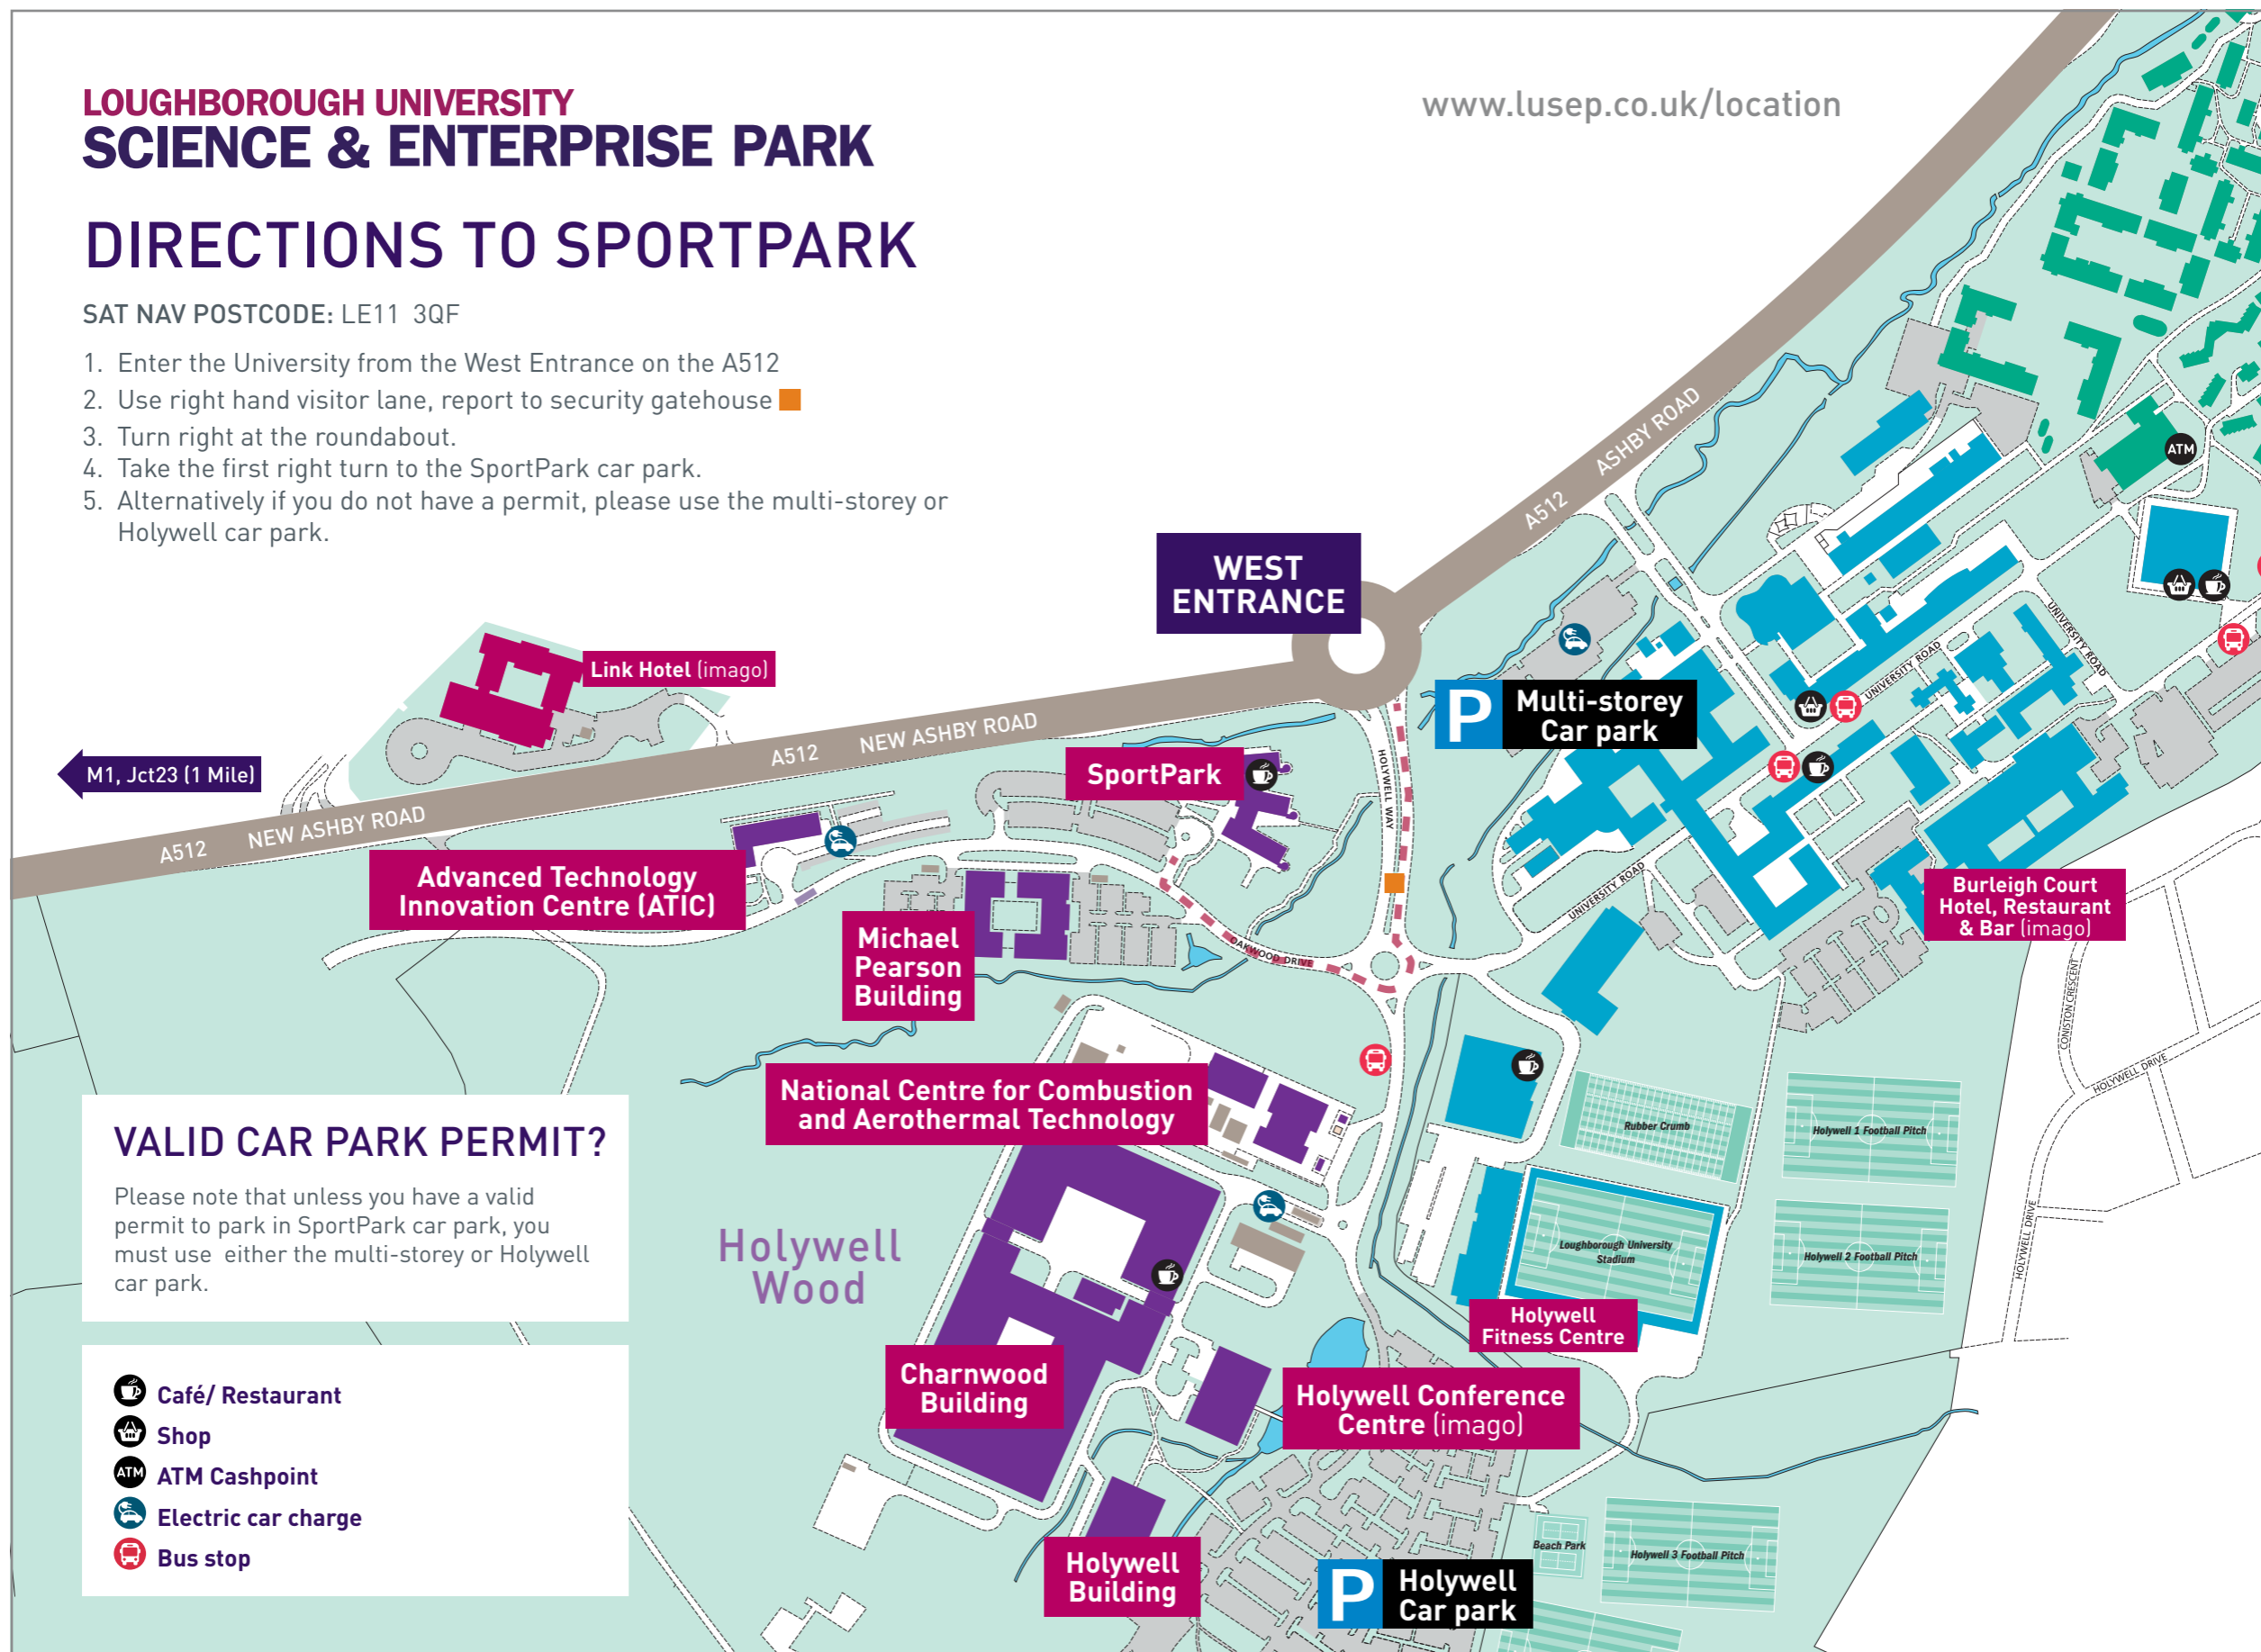 LOUGHBOROUGH UNIVERSITY
SCIENCE & ENTERPRISE PARK
www.lusep.co.uk/location
DIRECTIONS TO SPORTPARK
SAT NAV POSTCODE: LE11 3QF
1. Enter the University from the West Entrance on the A512
2. Use right hand visitor lane, report to security gatehouse
3. Turn right at the roundabout.
4. Take the first right turn to the SportPark car park.
5. Alternatively if you do not have a permit, please use the multi-storey or
Holywell car park.
ASHBY ROAD
A512
ATM
WEST
ENTRANCE
Link Hotel (imago)
M1, Jct23 (1 Mile)
A512
NEW ASHBY ROAD
A512
NEW ASHBY ROAD
SportPark
HOLYWELL WAY
P
Multi-storey
Car park
UNIVERSITY ROAD
UNIVERSITY ROAD
UNIVERSITY ROAD
Advanced Technology
Innovation Centre (ATIC)
Michael
Pearson
Building
OAKWOOD DRIVE
Burleigh Court
Hotel, Restaurant
& Bar (imago)
CONISTON CRESCENT
HOLYWELL DRIVE
HOLYWELL DRIVE
National Centre for Combustion
and Aerothermal Technology
Rubber Crumb
Holywell 1 Football Pitch
Holywell 2 Football Pitch
Loughborough University
Stadium
Holywell
Fitness Centre
Holywell
Wood
Charnwood
Building
Holywell Conference
Centre (imago)
Holywell
Building
P
Holywell
Car park
Beach Park
Holywell 3 Football Pitch
VALID CAR PARK PERMIT?
Please note that unless you have a valid
permit to park in SportPark car park, you
must use either the multi-storey or Holywell
car park.
Café/ Restaurant
Shop
ATM
ATM Cashpoint
Electric car charge
Bus stop